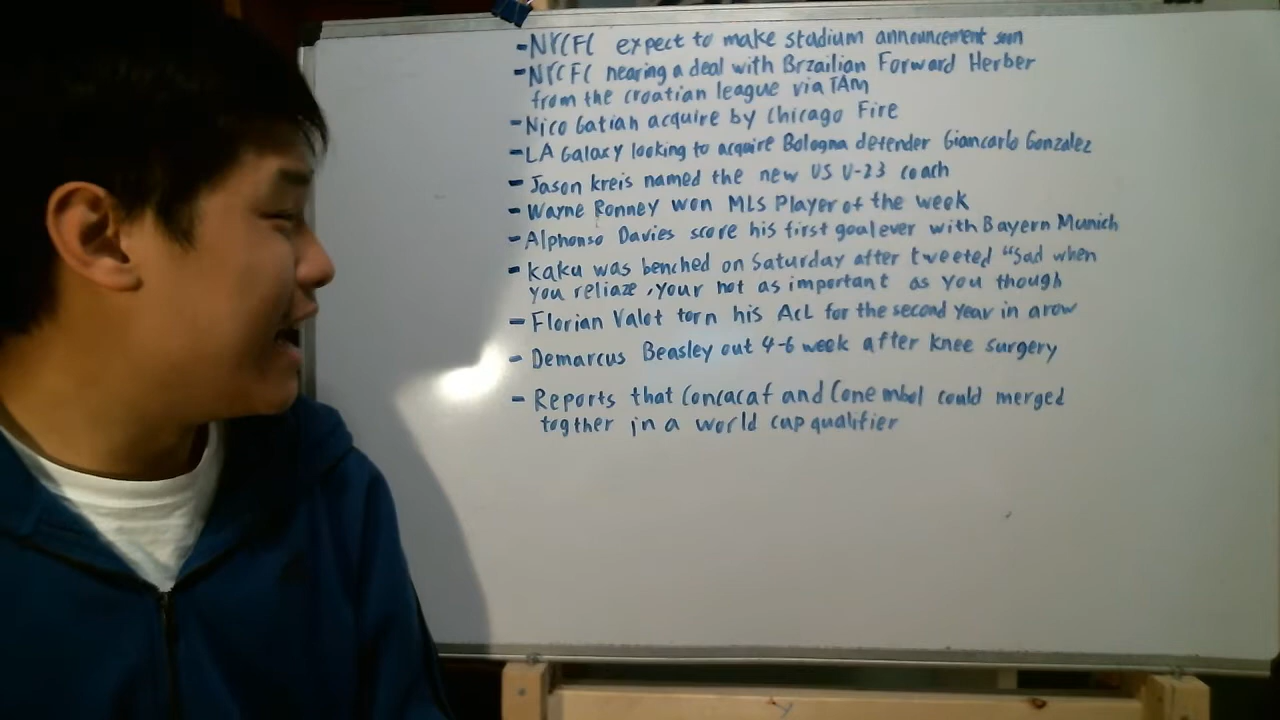 -NYCFC expect to make stadium announcement soon
-NYCFC nearing a deal with Brzailian Forward Herber
from the croatian league via TAM
-Nico Gatian acquire by Chicago Fire
-LA Galaxy looking to acquire Bologna defender Giancarlo Gonzalez
- Jason kreis named the new US U-23 coach
- Wayne Ronney won MLS Player of the week
- Alphonso Davies score his first goal ever with Bayern Munich
- kaku was benched on Saturday after tweeted "Sad when
you reliaze, your not as important as you though
- Florian Valot torn his ACL for the second year in a row
- Demarcus Beasley out 4-6 week after knee surgery
- Reports that Concacaf and Conembol could merged
togther in a world cup qualifier